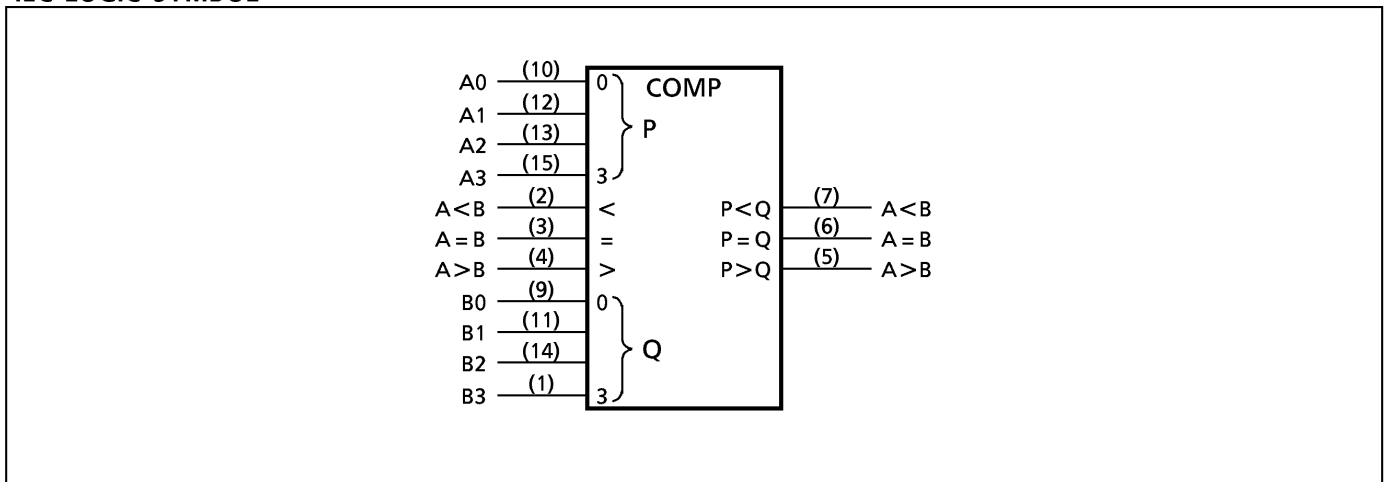 IEC LOGIC SYMBOL
COMP
A0 (10) 0
A1 (12)
A2 (13)
A3 (15) 3
P
A<B (2) < P<Q (7) A<B
A=B (3) = P=Q (6) A=B
A>B (4) > P>Q (5) A>B
B0 (9) 0
B1 (11)
B2 (14)
B3 (1) 3
Q